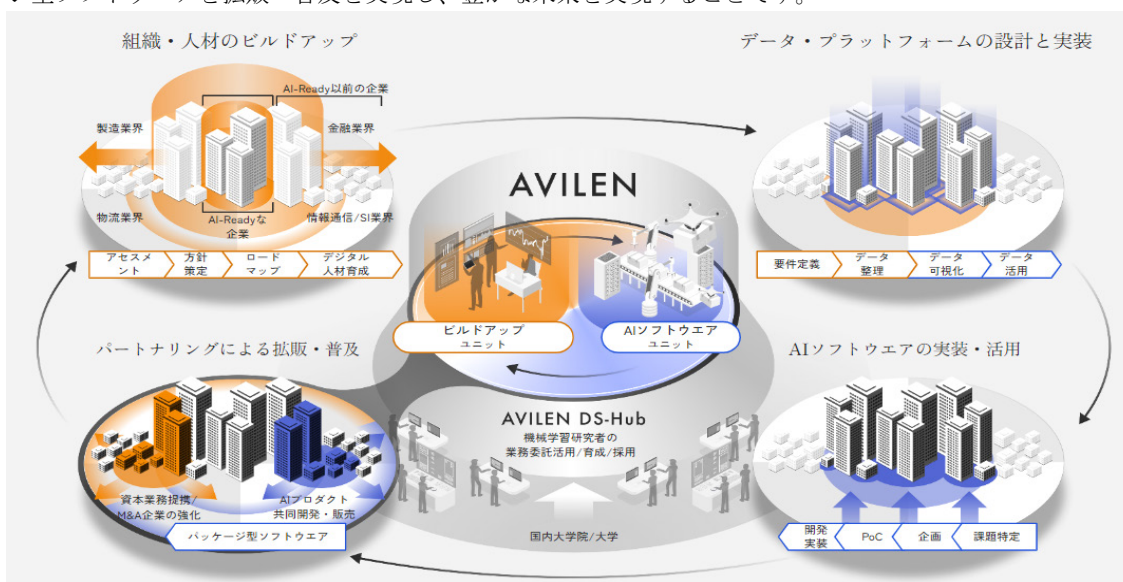 組織・人材のビルドアップ
AI-Ready以前の企業
製造業界
金融業界
物流業界
AI-Readyな
企業
情報通信/SI業界
アセスメ
ント
方針
策定
ロード
マップ
デジタル
人材育成
データ・プラットフォームの設計と実装
要件定義
データ
整理
データ
可視化
データ
活用
AVILEN
ビルドアップ
ユニット
AIソフトウエア
ユニット
AVILEN DS-Hub
機械学習研究者の
業務委託活用/育成/採用
国内大学院/大学
パートナリングによる拡販・普及
資本業務提携/
M&A企業の強化
AIプロダクト
共同開発・販売
パッケージ型ソフトウエア
AIソフトウエアの実装・活用
開発
実装
PoC
企画
課題特定